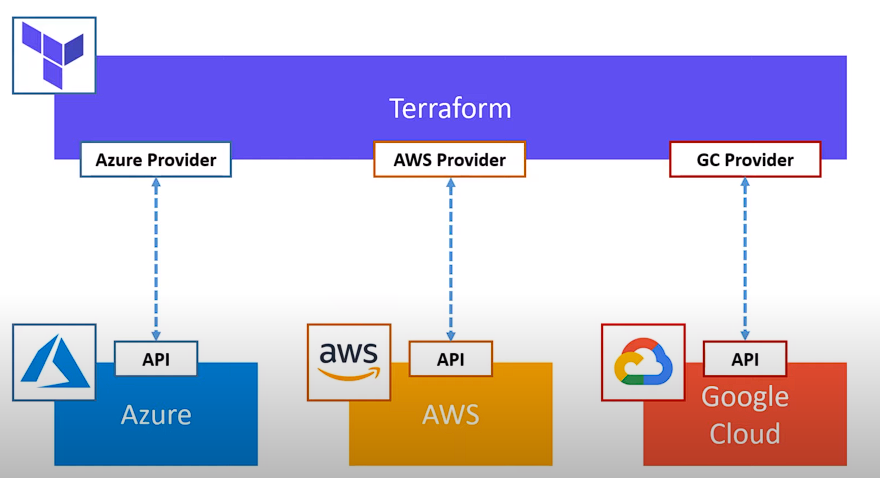 Terraform
Azure Provider
AWS Provider
GC Provider
API
aws
API
API
Azure
AWS
Google
Cloud